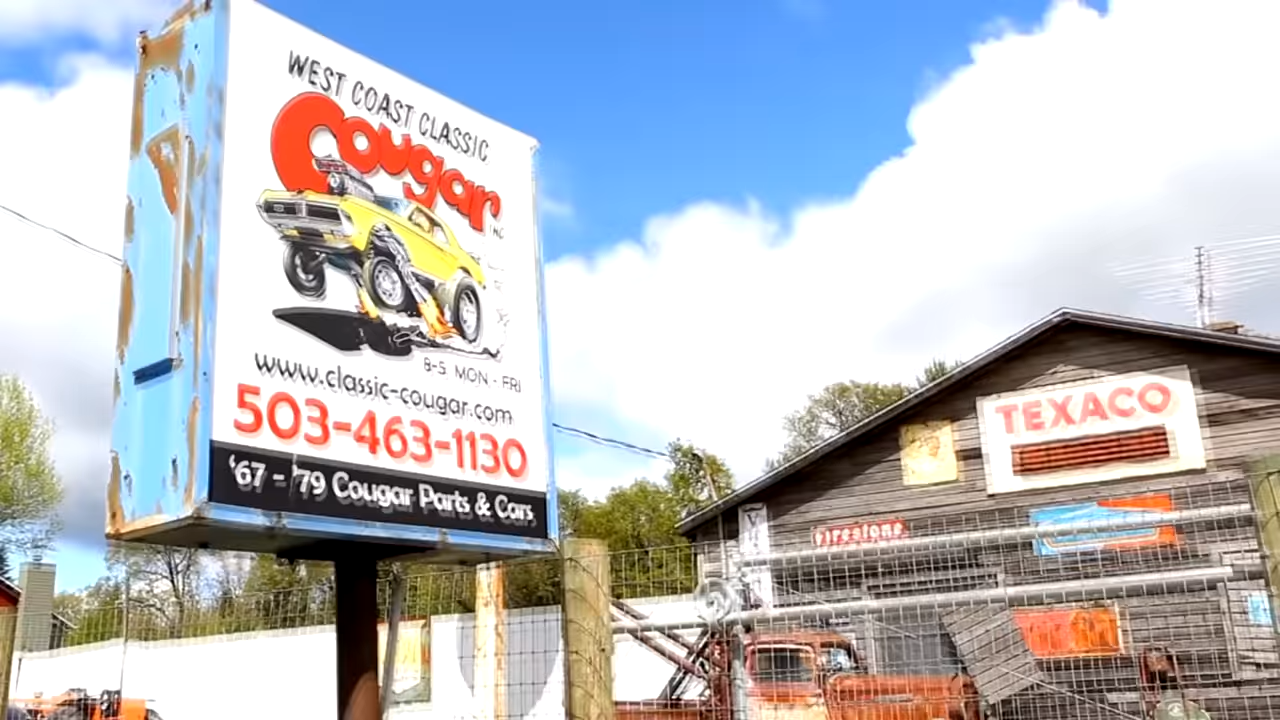 WEST COAST CLASSIC
Cougar
INC
8-5 MON - FRI
www.classic-cougar.com
503-463-1130
'67 - '79 Cougar Parts & Cars
TEXACO
Firestone